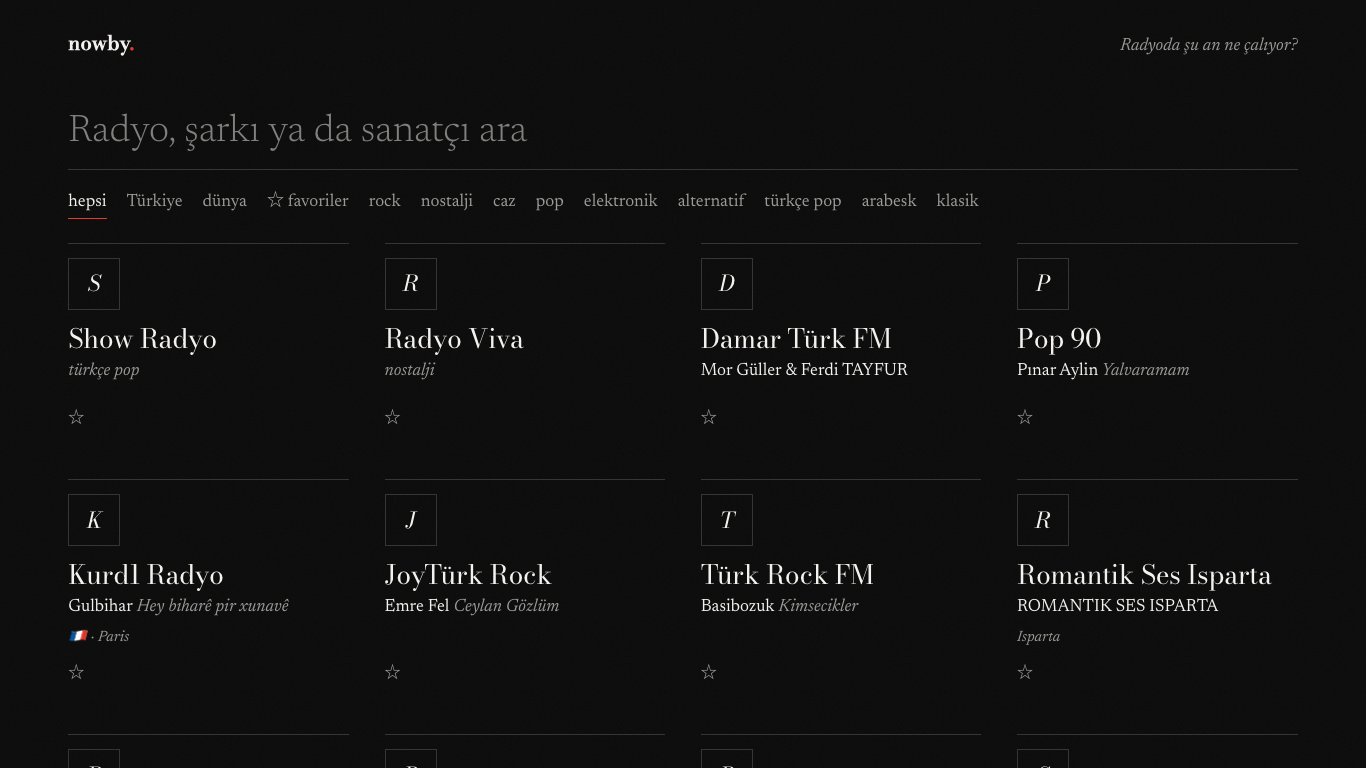 nowby.
Radyoda şu an ne çalıyor?
Radyo, şarkı ya da sanatçı ara
hepsi Türkiye dünya ☆ favoriler rock nostalji caz pop elektronik alternatif türkçe pop arabesk klasik
S
Show Radyo
türkçe pop
☆
R
Radyo Viva
nostalji
☆
D
Damar Türk FM
Mor Güller & Ferdi TAYFUR
☆
P
Pop 90
Pınar Aylin Yalvaramam
☆
K
Kurd1 Radyo
Gulbihar Hey biharê pir xunavê
🇫🇷 · Paris
☆
J
JoyTürk Rock
Emre Fel Ceylan Gözlüm
☆
T
Türk Rock FM
Basibozuk Kimsecikler
☆
R
Romantik Ses Isparta
ROMANTIK SES ISPARTA
Isparta
☆